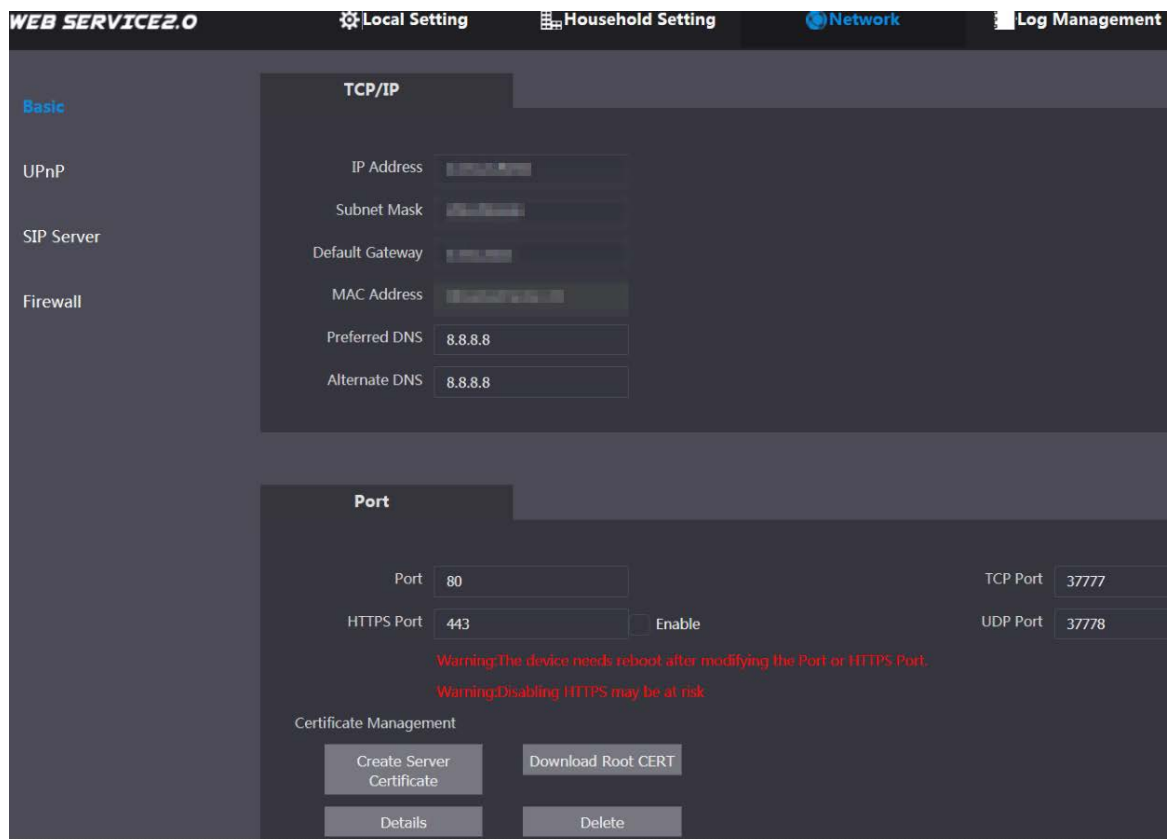 WEB SERVICE2.0
Local Setting
Household Setting
Network
Log Management
Basic
UPnP
SIP Server
Firewall
TCP/IP
IP Address
Subnet Mask
Default Gateway
MAC Address
Preferred DNS 8.8.8.8
Alternate DNS 8.8.8.8
Port
Port 80
TCP Port 37777
HTTPS Port 443 Enable
UDP Port 37778
Warning:The device needs reboot after modifying the Port or HTTPS Port.
Warning:Disabling HTTPS may be at risk
Certificate Management
Create Server
Certificate
Download Root CERT
Details
Delete